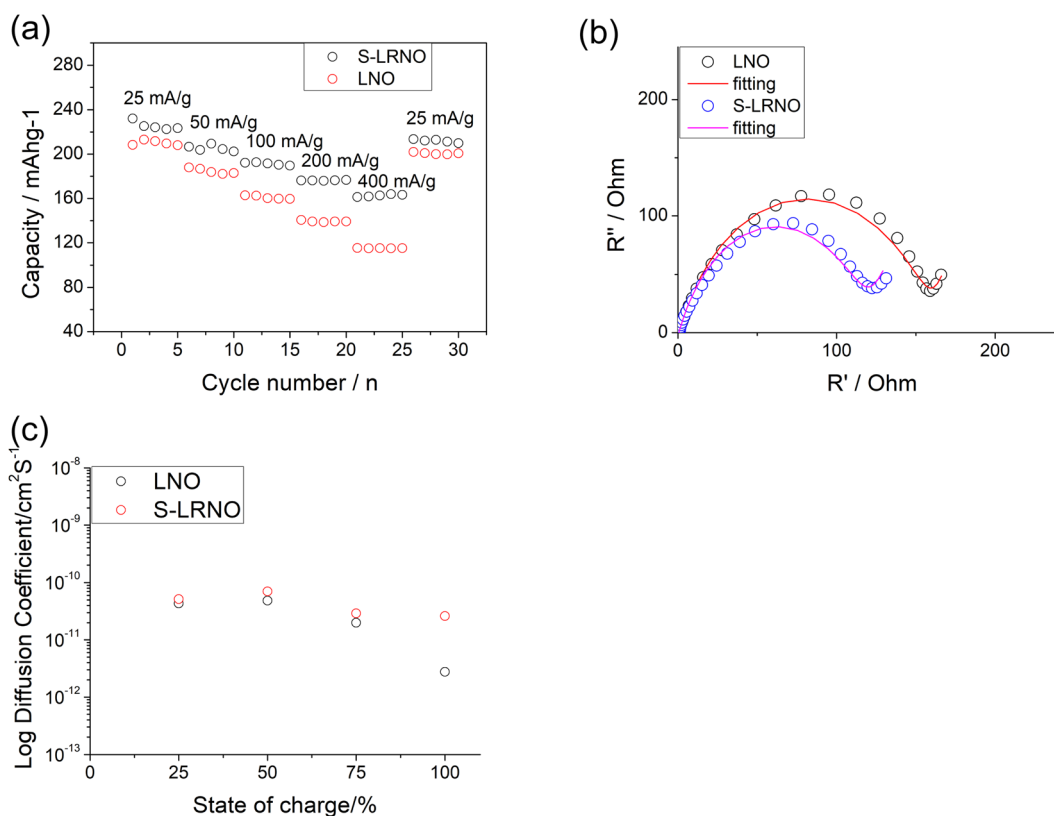 (a)
S-LRNO
LNO
25 mA/g
50 mA/g
100 mA/g
200 mA/g
400 mA/g
25 mA/g
280
240
200
160
120
80
40
0
5
10
15
20
25
30
Capacity / mAhg-1
Cycle number / n
(b)
LNO
fitting
S-LRNO
fitting
200
100
0
0
100
200
R'' / Ohm
R' / Ohm
(c)
LNO
S-LRNO
10⁻⁸
10⁻⁹
10⁻¹⁰
10⁻¹¹
10⁻¹²
10⁻¹³
0
25
50
75
100
Log Diffusion Coefficient/cm²S⁻¹
State of charge/%